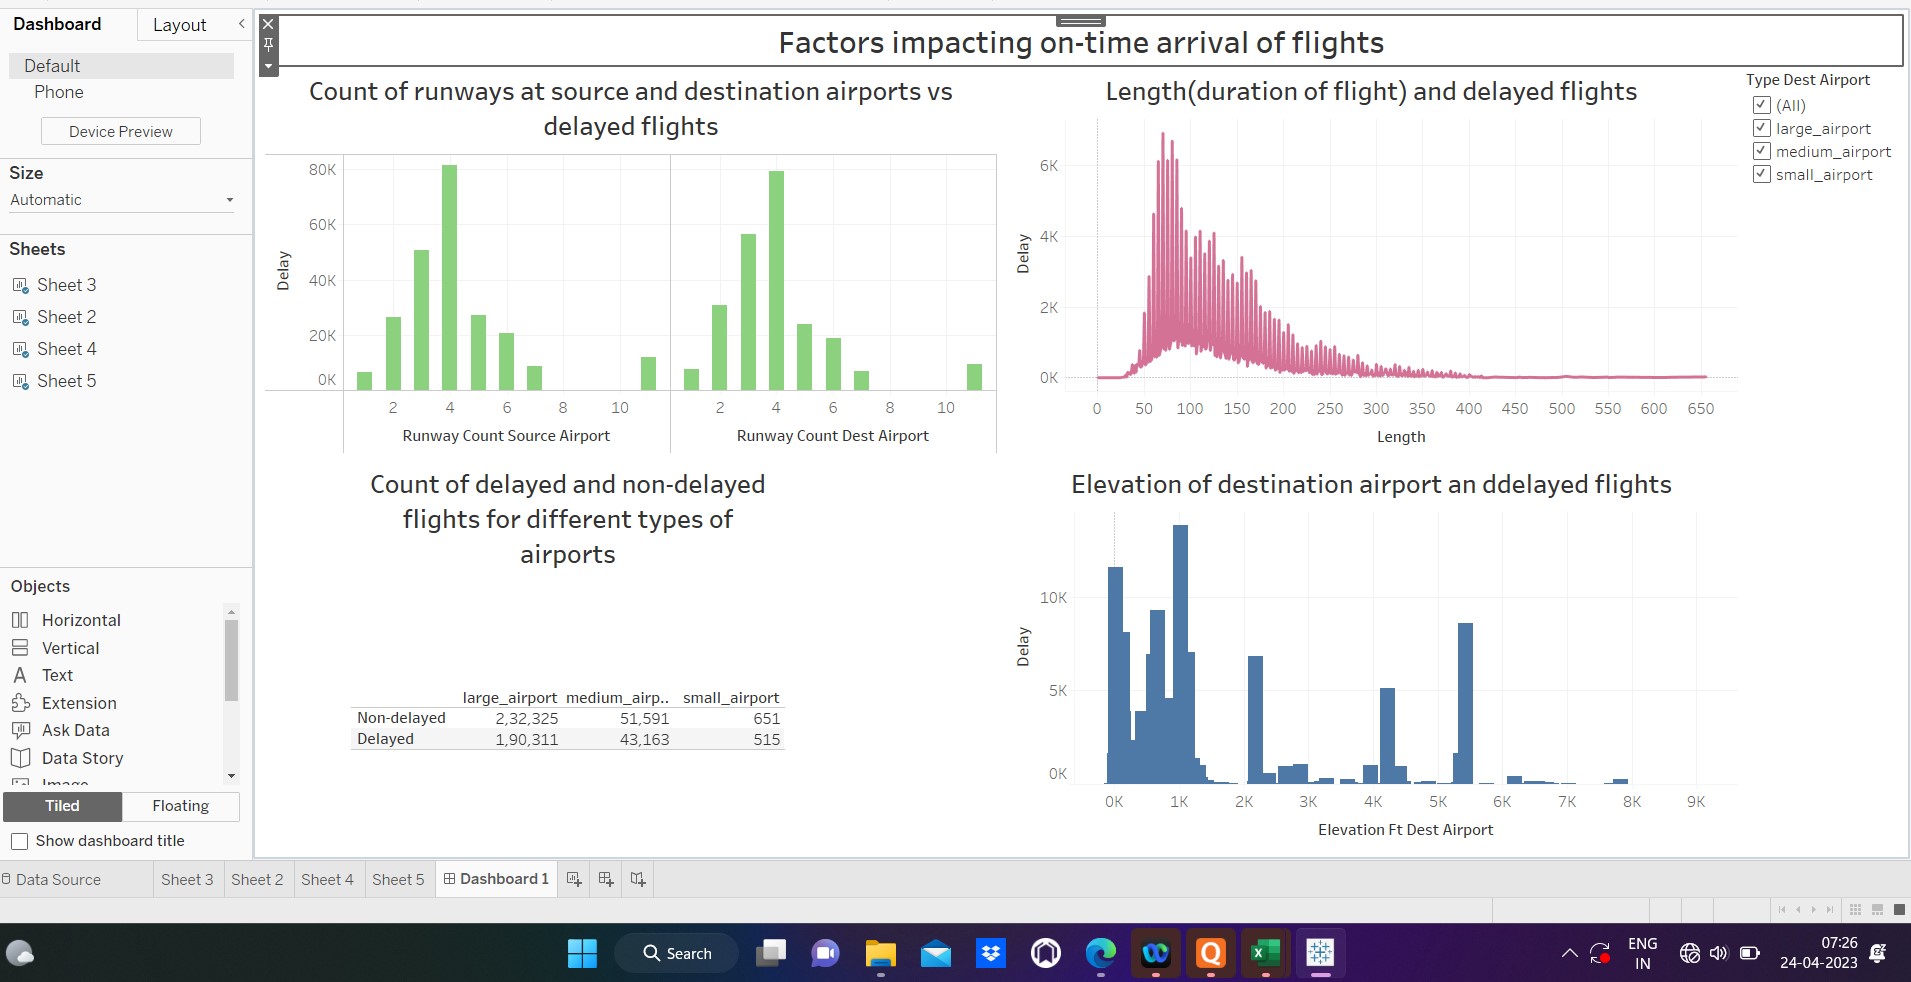 Dashboard
Layout
Default
Phone
Device Preview
Size
Automatic
Sheets
Sheet 3
Sheet 2
Sheet 4
Sheet 5
Objects
Horizontal
Vertical
Text
Extension
Ask Data
Data Story
Image
Tiled
Floating
Show dashboard title
Factors impacting on-time arrival of flights
Count of runways at source and destination airports vs
delayed flights
80K
60K
40K
20K
0K
Delay
2 4 6 8 10
2 4 6 8 10
Runway Count Source Airport
Runway Count Dest Airport
Length(duration of flight) and delayed flights
6K
4K
2K
0K
Delay
0 50 100 150 200 250 300 350 400 450 500 550 600 650
Length
Type Dest Airport
(All)
large_airport
medium_airport
small_airport
Count of delayed and non-delayed
flights for different types of
airports
large_airport medium_airp.. small_airport
Non-delayed 2,32,325 51,591 651
Delayed 1,90,311 43,163 515
Elevation of destination airport an ddelayed flights
10K
5K
0K
Delay
0K 1K 2K 3K 4K 5K 6K 7K 8K 9K
Elevation Ft Dest Airport
Data Source
Sheet 3
Sheet 2
Sheet 4
Sheet 5
Dashboard 1
Search
ENG
IN
07:26
24-04-2023